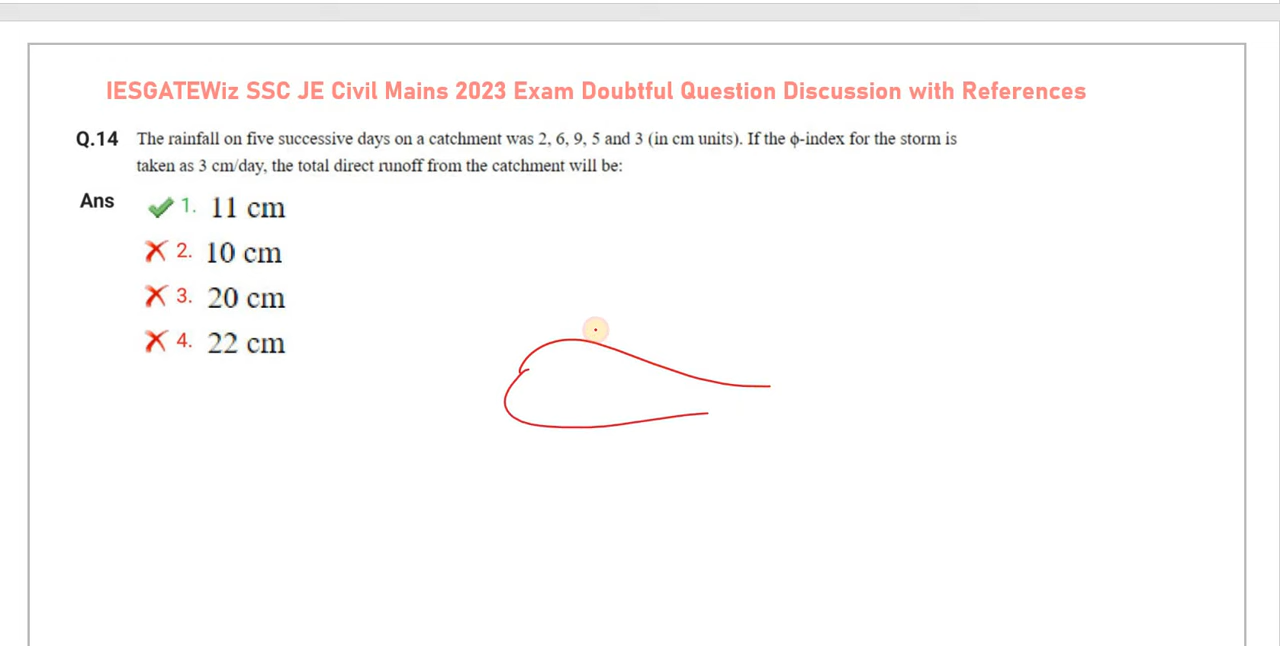 IESGATEWiz SSC JE Civil Mains 2023 Exam Doubtful Question Discussion with References
Q.14 The rainfall on five successive days on a catchment was 2, 6, 9, 5 and 3 (in cm units). If the ϕ-index for the storm is
taken as 3 cm/day, the total direct runoff from the catchment will be:
Ans 1. 11 cm
2. 10 cm
3. 20 cm
4. 22 cm